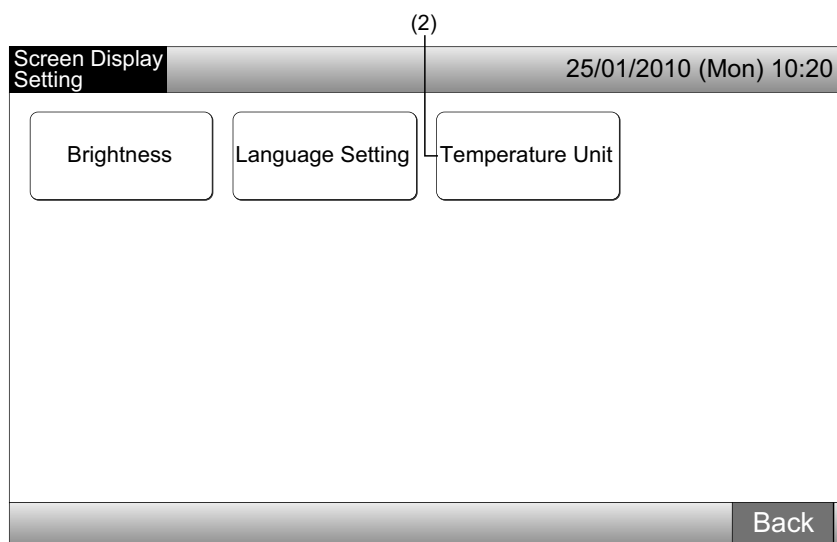 (2)
Screen Display
Setting
25/01/2010 (Mon) 10:20
Brightness
Language Setting
Temperature Unit
Back